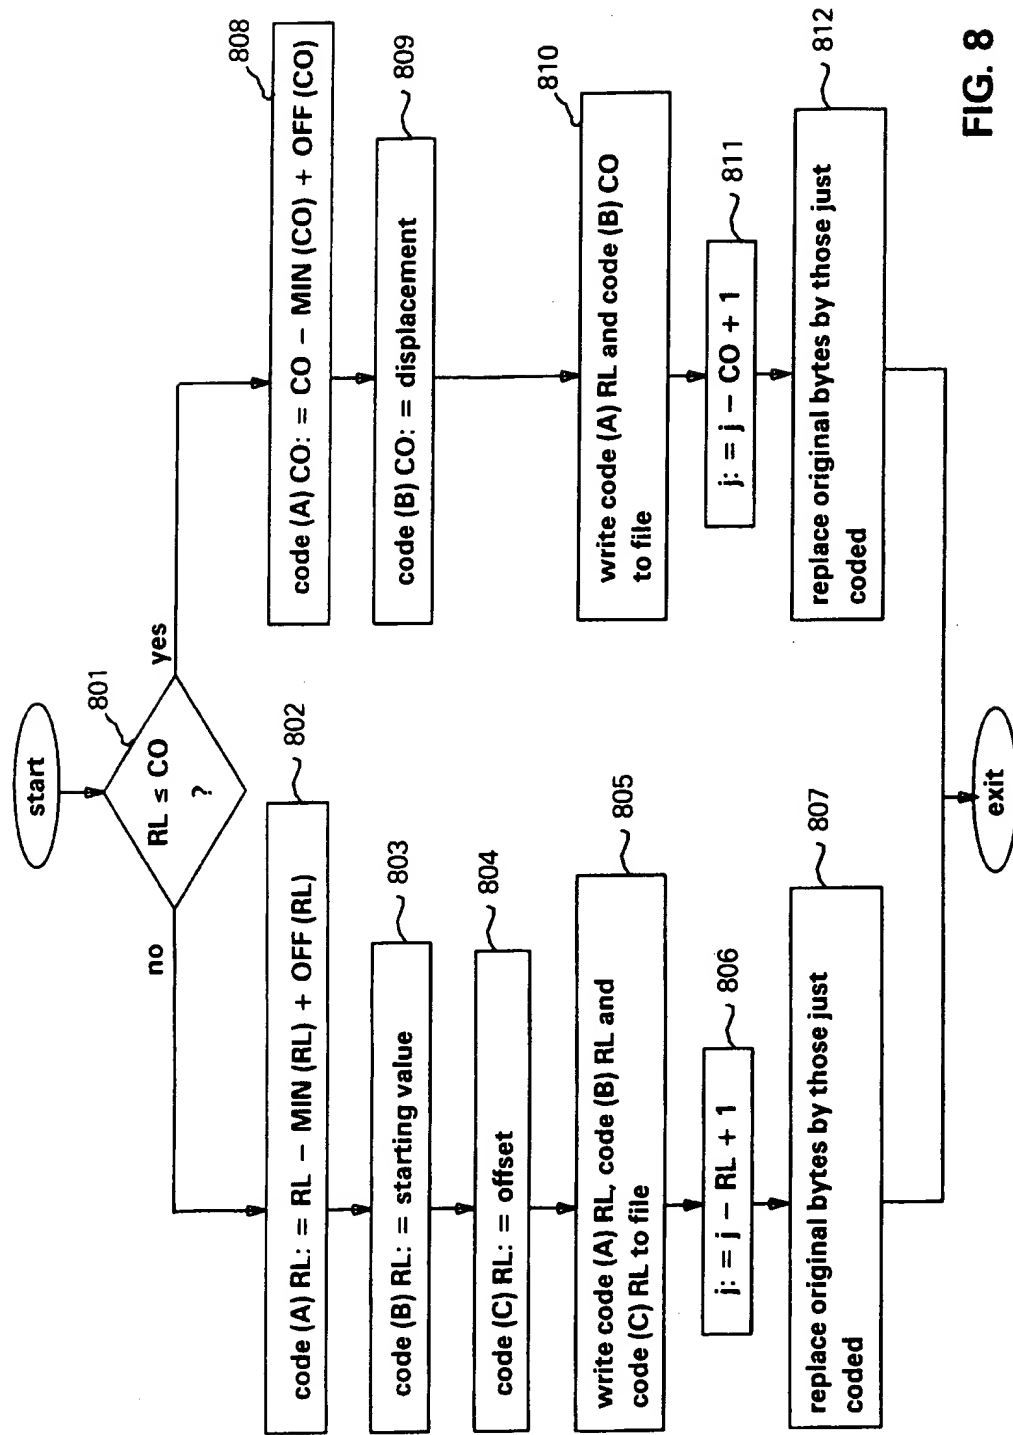 start
801
RL ≤ CO
?
no
yes
802
code (A) RL: = RL − MIN (RL) + OFF (RL)
803
code (B) RL: = starting value
804
code (C) RL: = offset
805
write code (A) RL, code (B) RL and
code (C) RL to file
806
j: = j − RL + 1
807
replace original bytes by those just
coded
808
code (A) CO: = CO − MIN (CO) + OFF (CO)
809
code (B) CO: = displacement
810
write code (A) RL and code (B) CO
to file
811
j: = j − CO + 1
812
replace original bytes by those just
coded
exit
FIG. 8